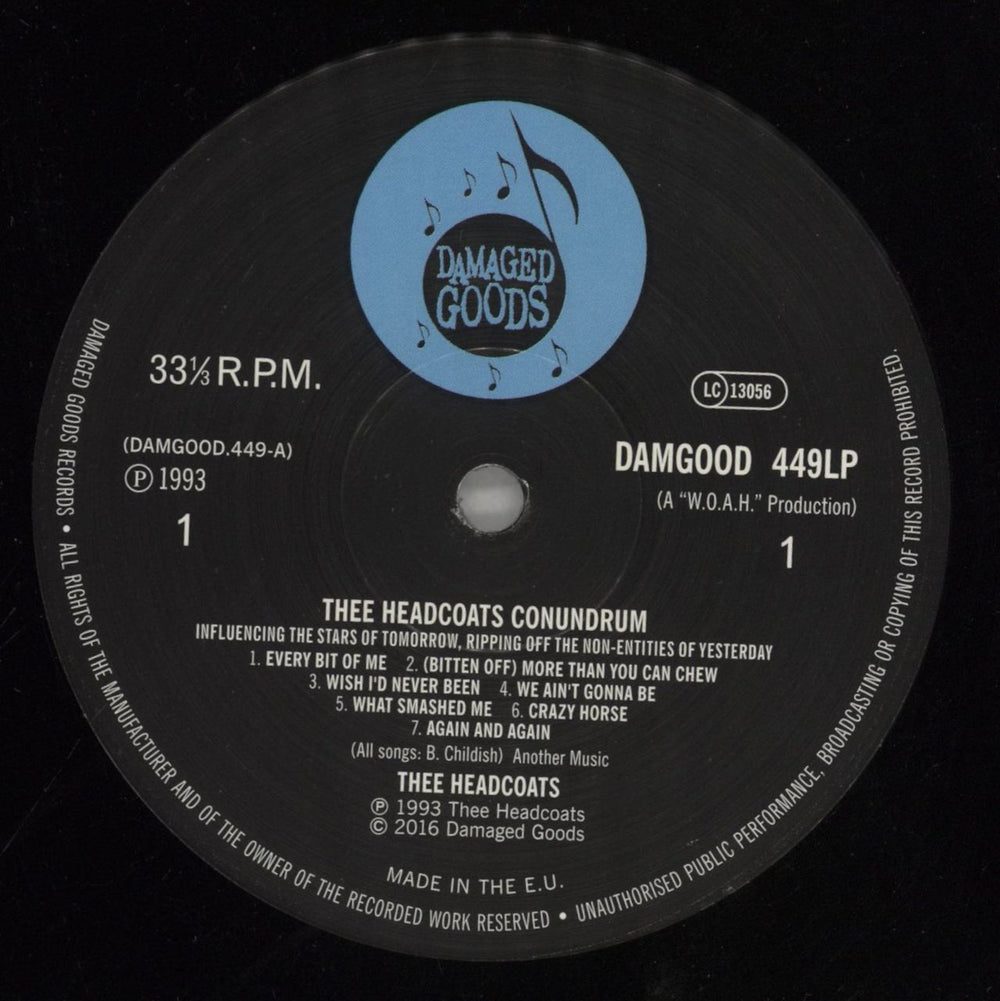 DAMAGED
GOODS
33⅓ R.P.M.
LC 13056
(DAMGOOD.449-A)
Ⓟ 1993
1
DAMGOOD 449LP
(A "W.O.A.H." Production)
1
THEE HEADCOATS CONUNDRUM
INFLUENCING THE STARS OF TOMORROW, RIPPING OFF THE NON-ENTITIES OF YESTERDAY
1. EVERY BIT OF ME 2. (BITTEN OFF) MORE THAN YOU CAN CHEW
3. WISH I'D NEVER BEEN 4. WE AIN'T GONNA BE
5. WHAT SMASHED ME 6. CRAZY HORSE
7. AGAIN AND AGAIN
(All songs: B. Childish) Another Music
THEE HEADCOATS
Ⓟ 1993 Thee Headcoats
© 2016 Damaged Goods
MADE IN THE E.U.
DAMAGED GOODS RECORDS • ALL RIGHTS OF THE MANUFACTURER AND OF THE OWNER OF THE RECORDED WORK RESERVED • UNAUTHORISED PUBLIC PERFORMANCE, BROADCASTING OR COPYING OF THIS RECORD PROHIBITED.